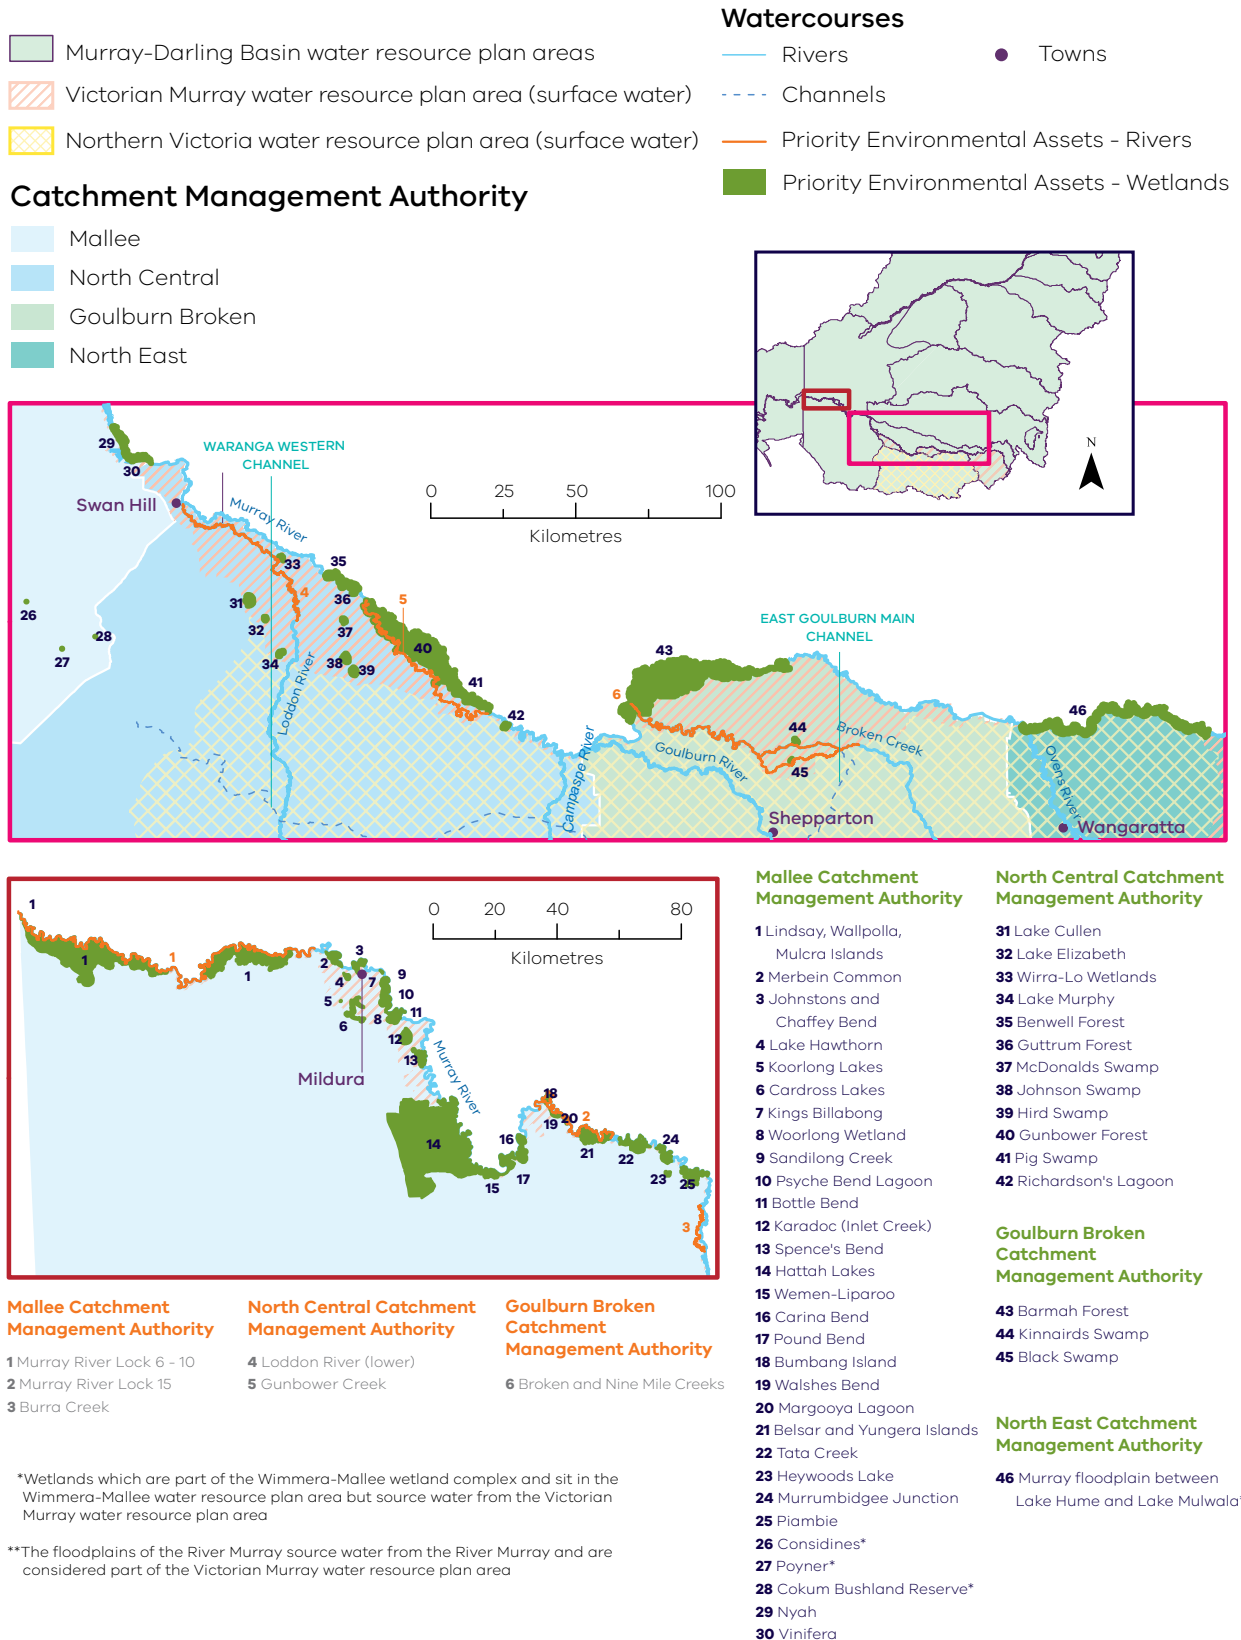 Murray-Darling Basin water resource plan areas
Victorian Murray water resource plan area (surface water)
Northern Victoria water resource plan area (surface water)
Watercourses
Rivers
Towns
Channels
Priority Environmental Assets - Rivers
Priority Environmental Assets - Wetlands
Catchment Management Authority
Mallee
North Central
Goulburn Broken
North East
N
29
30
WARANGA WESTERN
CHANNEL
Swan Hill
Murray River
0 25 50 100
Kilometres
33
35
4
5
36
31
32
37
26
28
27
34
38
39
40
41
42
Loddon River
Campaspe River
43
6
EAST GOULBURN MAIN
CHANNEL
44
45
Goulburn River
Broken Creek
46
Ovens River
Shepparton
Wangaratta
1
1
1
1
2
3
4
7
9
5
10
6
8
11
12
13
Mildura
Murray River
0 20 40 80
Kilometres
14
15
16
17
18
19
20
2
21
22
24
23
25
3
Mallee Catchment
Management Authority
1 Murray River Lock 6 - 10
2 Murray River Lock 15
3 Burra Creek
North Central Catchment
Management Authority
4 Loddon River (lower)
5 Gunbower Creek
Goulburn Broken
Catchment
Management Authority
6 Broken and Nine Mile Creeks
*Wetlands which are part of the Wimmera-Mallee wetland complex and sit in the
Wimmera-Mallee water resource plan area but source water from the Victorian
Murray water resource plan area
**The floodplains of the River Murray source water from the River Murray and are
considered part of the Victorian Murray water resource plan area
Mallee Catchment
Management Authority
1 Lindsay, Wallpolla,
Mulcra Islands
2 Merbein Common
3 Johnstons and
Chaffey Bend
4 Lake Hawthorn
5 Koorlong Lakes
6 Cardross Lakes
7 Kings Billabong
8 Woorlong Wetland
9 Sandilong Creek
10 Psyche Bend Lagoon
11 Bottle Bend
12 Karadoc (Inlet Creek)
13 Spence's Bend
14 Hattah Lakes
15 Wemen-Liparoo
16 Carina Bend
17 Pound Bend
18 Bumbang Island
19 Walshes Bend
20 Margooya Lagoon
21 Belsar and Yungera Islands
22 Tata Creek
23 Heywoods Lake
24 Murrumbidgee Junction
25 Piambie
26 Considines*
27 Poyner*
28 Cokum Bushland Reserve*
29 Nyah
30 Vinifera
North Central Catchment
Management Authority
31 Lake Cullen
32 Lake Elizabeth
33 Wirra-Lo Wetlands
34 Lake Murphy
35 Benwell Forest
36 Guttrum Forest
37 McDonalds Swamp
38 Johnson Swamp
39 Hird Swamp
40 Gunbower Forest
41 Pig Swamp
42 Richardson's Lagoon
Goulburn Broken
Catchment
Management Authority
43 Barmah Forest
44 Kinnairds Swamp
45 Black Swamp
North East Catchment
Management Authority
46 Murray floodplain between
Lake Hume and Lake Mulwala*